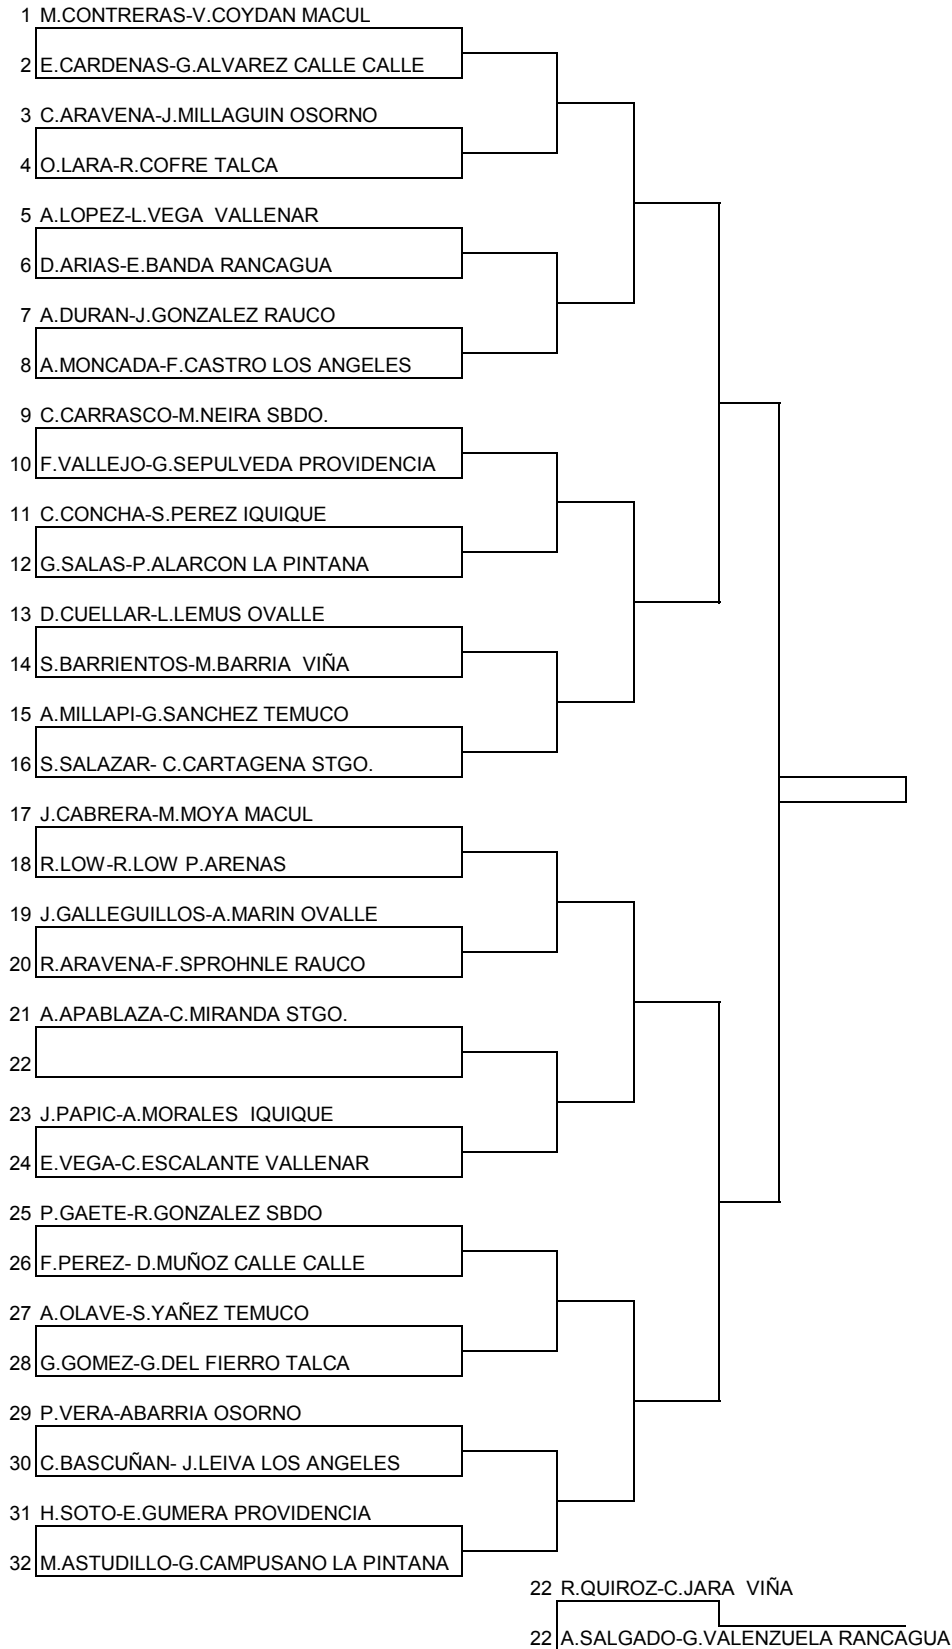 1 M.CONTRERAS-V.COYDAN MACUL
2 E.CARDENAS-G.ALVAREZ CALLE CALLE
3 C.ARAVENA-J.MILLAGUIN OSORNO
4 O.LARA-R.COFRE TALCA
5 A.LOPEZ-L.VEGA  VALLENAR
6 D.ARIAS-E.BANDA RANCAGUA
7 A.DURAN-J.GONZALEZ RAUCO
8 A.MONCADA-F.CASTRO LOS ANGELES
9 C.CARRASCO-M.NEIRA SBDO.
10 F.VALLEJO-G.SEPULVEDA PROVIDENCIA
11 C.CONCHA-S.PEREZ IQUIQUE
12 G.SALAS-P.ALARCON LA PINTANA
13 D.CUELLAR-L.LEMUS OVALLE
14 S.BARRIENTOS-M.BARRIA  VIÑA
15 A.MILLAPI-G.SANCHEZ TEMUCO
16 S.SALAZAR- C.CARTAGENA STGO.
17 J.CABRERA-M.MOYA MACUL
18 R.LOW-R.LOW P.ARENAS
19 J.GALLEGUILLOS-A.MARIN OVALLE
20 R.ARAVENA-F.SPROHNLE RAUCO
21 A.APABLAZA-C.MIRANDA STGO.
22
23 J.PAPIC-A.MORALES  IQUIQUE
24 E.VEGA-C.ESCALANTE VALLENAR
25 P.GAETE-R.GONZALEZ SBDO
26 F.PEREZ- D.MUÑOZ CALLE CALLE
27 A.OLAVE-S.YAÑEZ TEMUCO
28 G.GOMEZ-G.DEL FIERRO TALCA
29 P.VERA-ABARRIA OSORNO
30 C.BASCUÑAN- J.LEIVA LOS ANGELES
31 H.SOTO-E.GUMERA PROVIDENCIA
32 M.ASTUDILLO-G.CAMPUSANO LA PINTANA
22 R.QUIROZ-C.JARA  VIÑA
22 A.SALGADO-G.VALENZUELA RANCAGUA